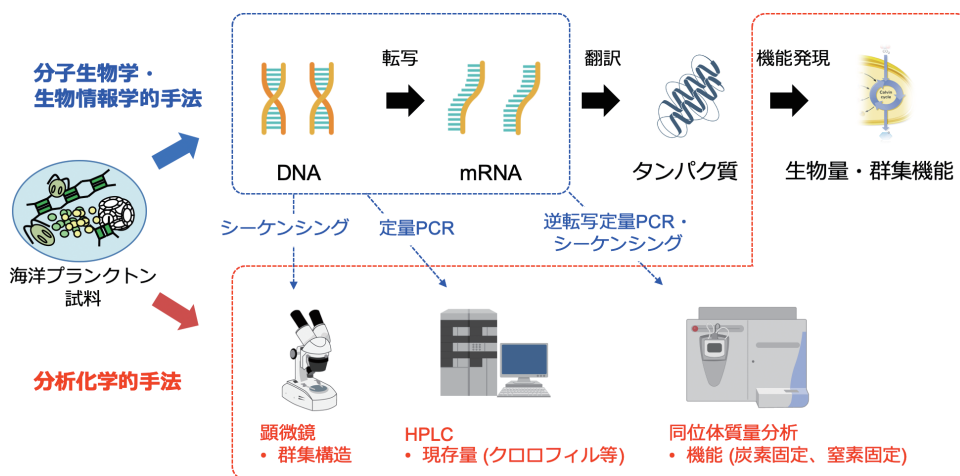 分子生物学・
生物情報学的手法
転写
翻訳
機能発現
Calvin
cycle
DNA
mRNA
タンパク質
生物量・群集機能
シーケンシング
定量PCR
逆転写定量PCR・
シーケンシング
海洋プランクトン
試料
分析化学的手法
顕微鏡
• 群集構造
HPLC
• 現存量 (クロロフィル等)
同位体質量分析
• 機能 (炭素固定、窒素固定)